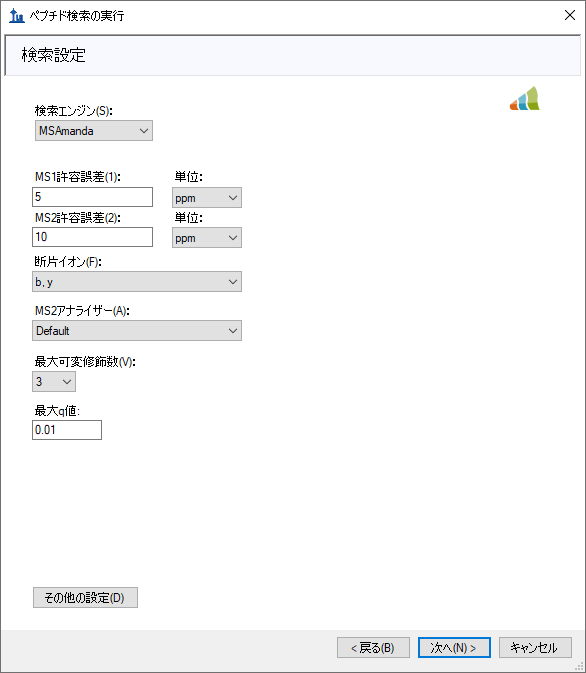 ペプチド検索の実行
検索設定
検索エンジン(S):
MSAmanda
MS1許容誤差(1): 単位:
5 ppm
MS2許容誤差(2): 単位:
10 ppm
断片イオン(F):
b, y
MS2アナライザー(A):
Default
最大可変修飾数(V):
3
最大q値:
0.01
その他の設定(D)
< 戻る(B) 次へ(N) > キャンセル